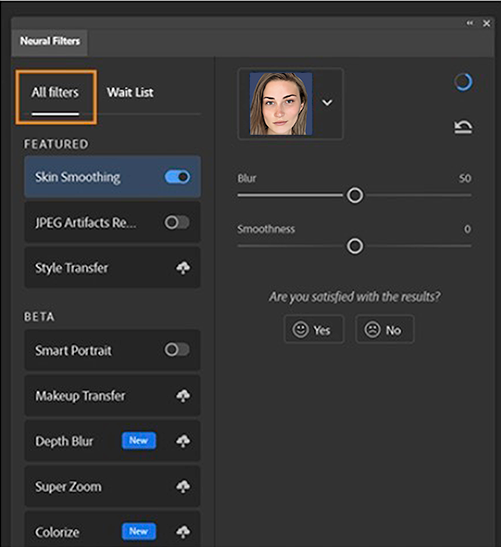 Neural Filters
All filters
Wait List
FEATURED
Skin Smoothing
JPEG Artifacts Re...
Style Transfer
BETA
Smart Portrait
Makeup Transfer
Depth Blur New
Super Zoom
Colorize New
Blur 50
Smoothness 0
Are you satisfied with the results?
Yes
No